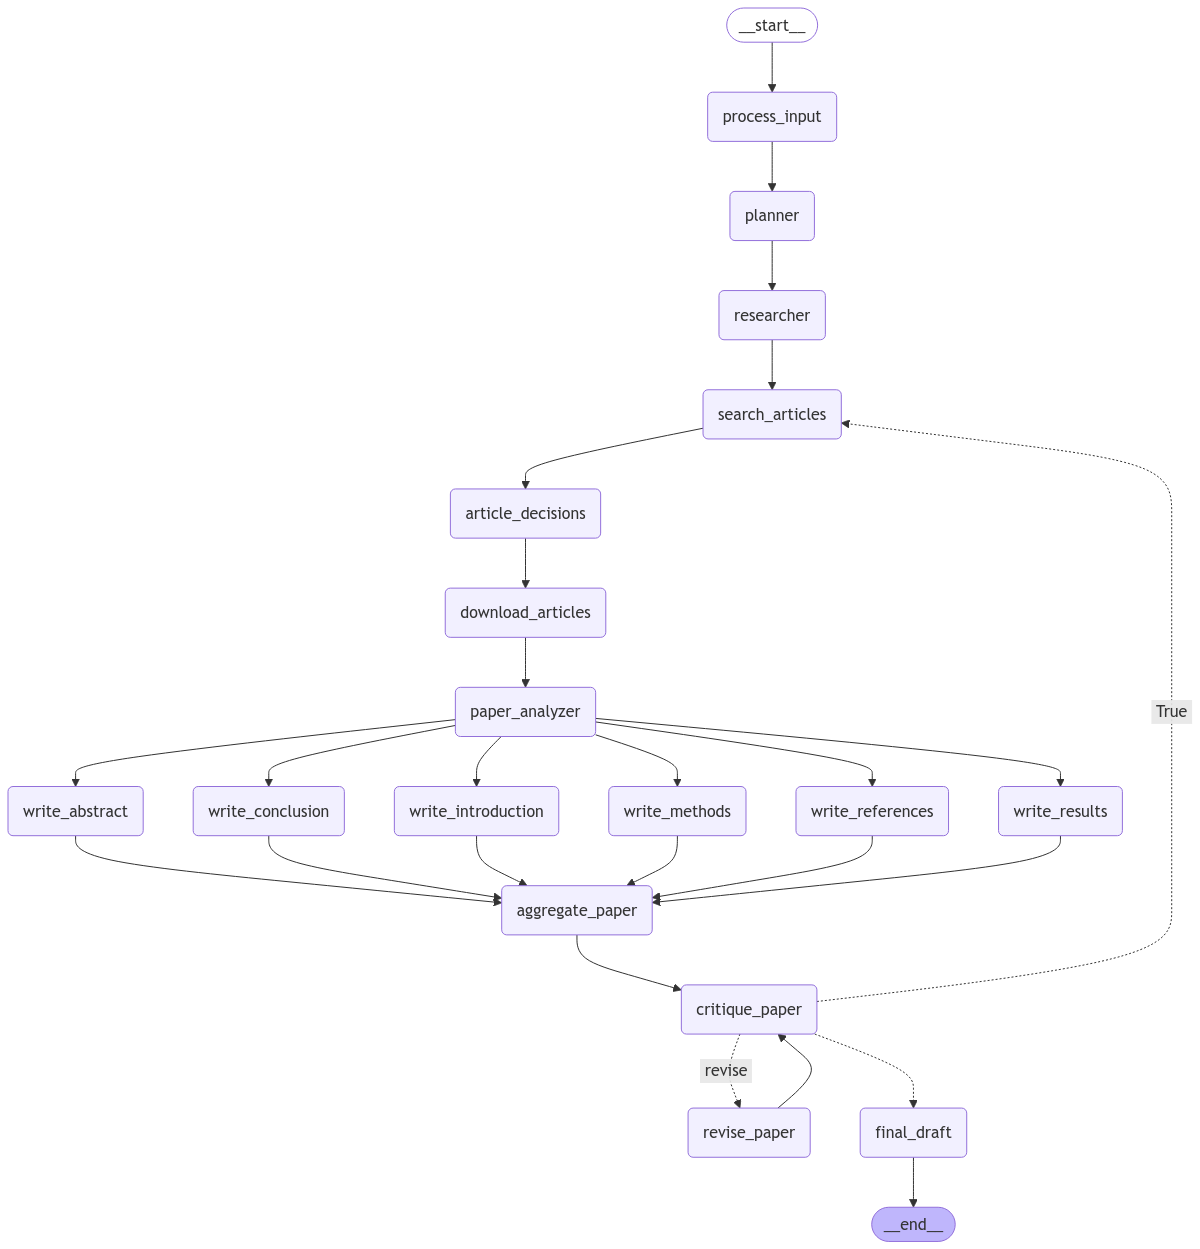 __start__
process_input
planner
researcher
search_articles
article_decisions
download_articles
paper_analyzer
True
write_abstract
write_conclusion
write_introduction
write_methods
write_references
write_results
aggregate_paper
critique_paper
revise
revise_paper
final_draft
__end__